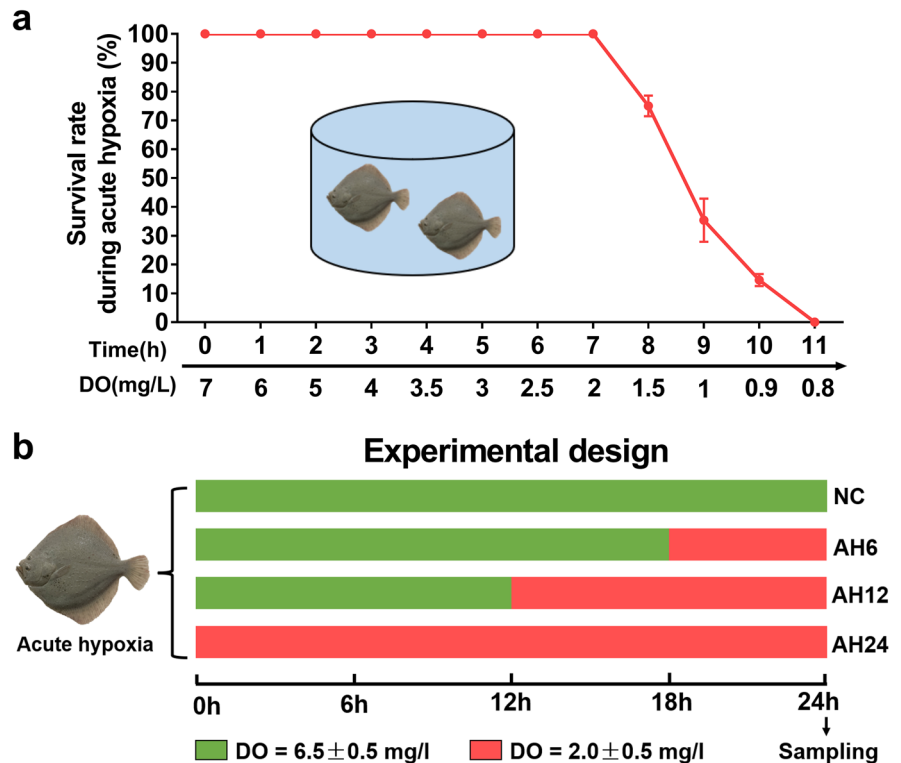 a
Survival rate
during acute hypoxia (%)
100
90
80
70
60
50
40
30
20
10
0
Time(h) 0 1 2 3 4 5 6 7 8 9 10 11
DO(mg/L) 7 6 5 4 3.5 3 2.5 2 1.5 1 0.9 0.8
b
Experimental design
NC
AH6
AH12
AH24
Acute hypoxia
0h 6h 12h 18h 24h
DO = 6.5±0.5 mg/l DO = 2.0±0.5 mg/l Sampling